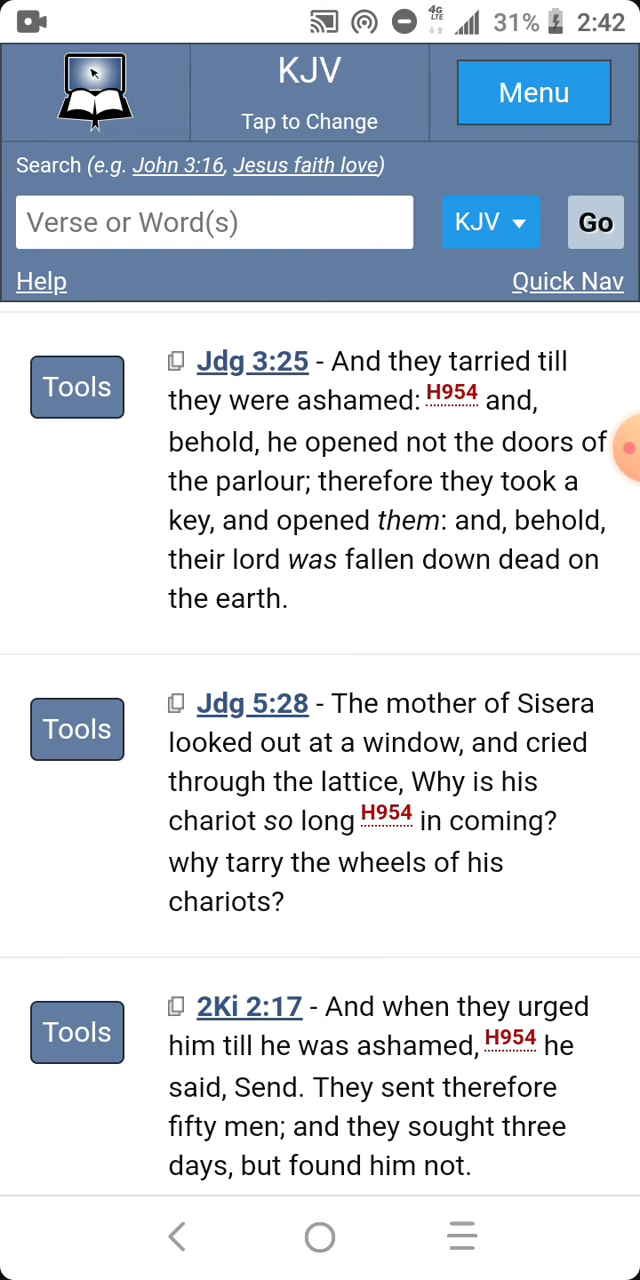 4G
LTE
31% 2:42
KJV
Tap to Change
Menu
Search (e.g. John 3:16, Jesus faith love)
Verse or Word(s)
KJV
Go
Help
Quick Nav
Tools
Jdg 3:25 - And they tarried till
they were ashamed: H954 and,
behold, he opened not the doors of
the parlour; therefore they took a
key, and opened them: and, behold,
their lord was fallen down dead on
the earth.
Tools
Jdg 5:28 - The mother of Sisera
looked out at a window, and cried
through the lattice, Why is his
chariot so long H954 in coming?
why tarry the wheels of his
chariots?
Tools
2Ki 2:17 - And when they urged
him till he was ashamed, H954 he
said, Send. They sent therefore
fifty men; and they sought three
days, but found him not.